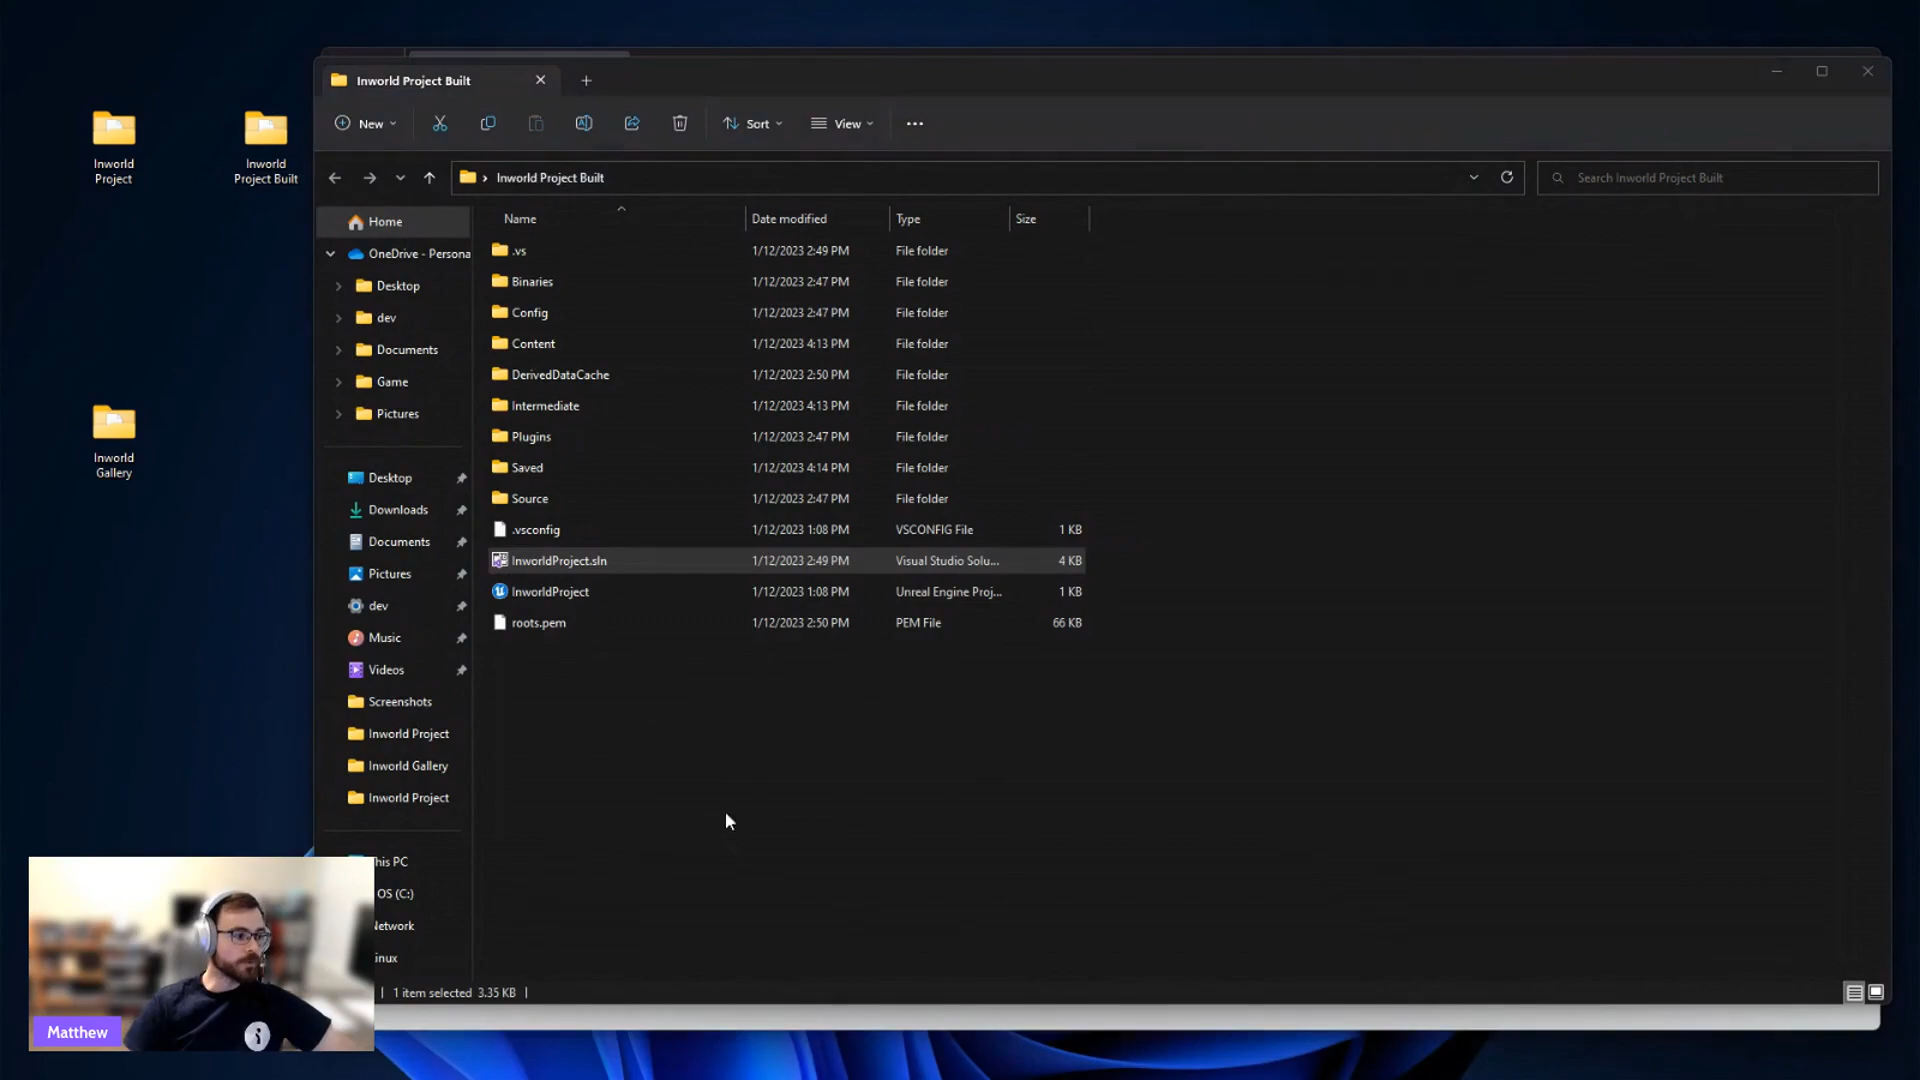 Inworld Project Built
New
Sort
View
Inworld
Project
Inworld
Project Built
Inworld Project Built
Search Inworld Project Built
Home
OneDrive - Persona
Desktop
dev
Documents
Game
Pictures
Desktop
Downloads
Documents
Pictures
dev
Music
Videos
Screenshots
Inworld Project
Inworld Gallery
Inworld Project
This PC
OS (C:)
Network
Linux
Inworld
Gallery
Name Date modified Type Size
.vs 1/12/2023 2:49 PM File folder
Binaries 1/12/2023 2:47 PM File folder
Config 1/12/2023 2:47 PM File folder
Content 1/12/2023 4:13 PM File folder
DerivedDataCache 1/12/2023 2:50 PM File folder
Intermediate 1/12/2023 4:13 PM File folder
Plugins 1/12/2023 2:47 PM File folder
Saved 1/12/2023 4:14 PM File folder
Source 1/12/2023 2:47 PM File folder
.vsconfig 1/12/2023 1:08 PM VSCONFIG File 1 KB
InworldProject.sln 1/12/2023 2:49 PM Visual Studio Solu... 4 KB
InworldProject 1/12/2023 1:08 PM Unreal Engine Proj... 1 KB
roots.pem 1/12/2023 2:50 PM PEM File 66 KB
1 item selected 3.35 KB
Matthew